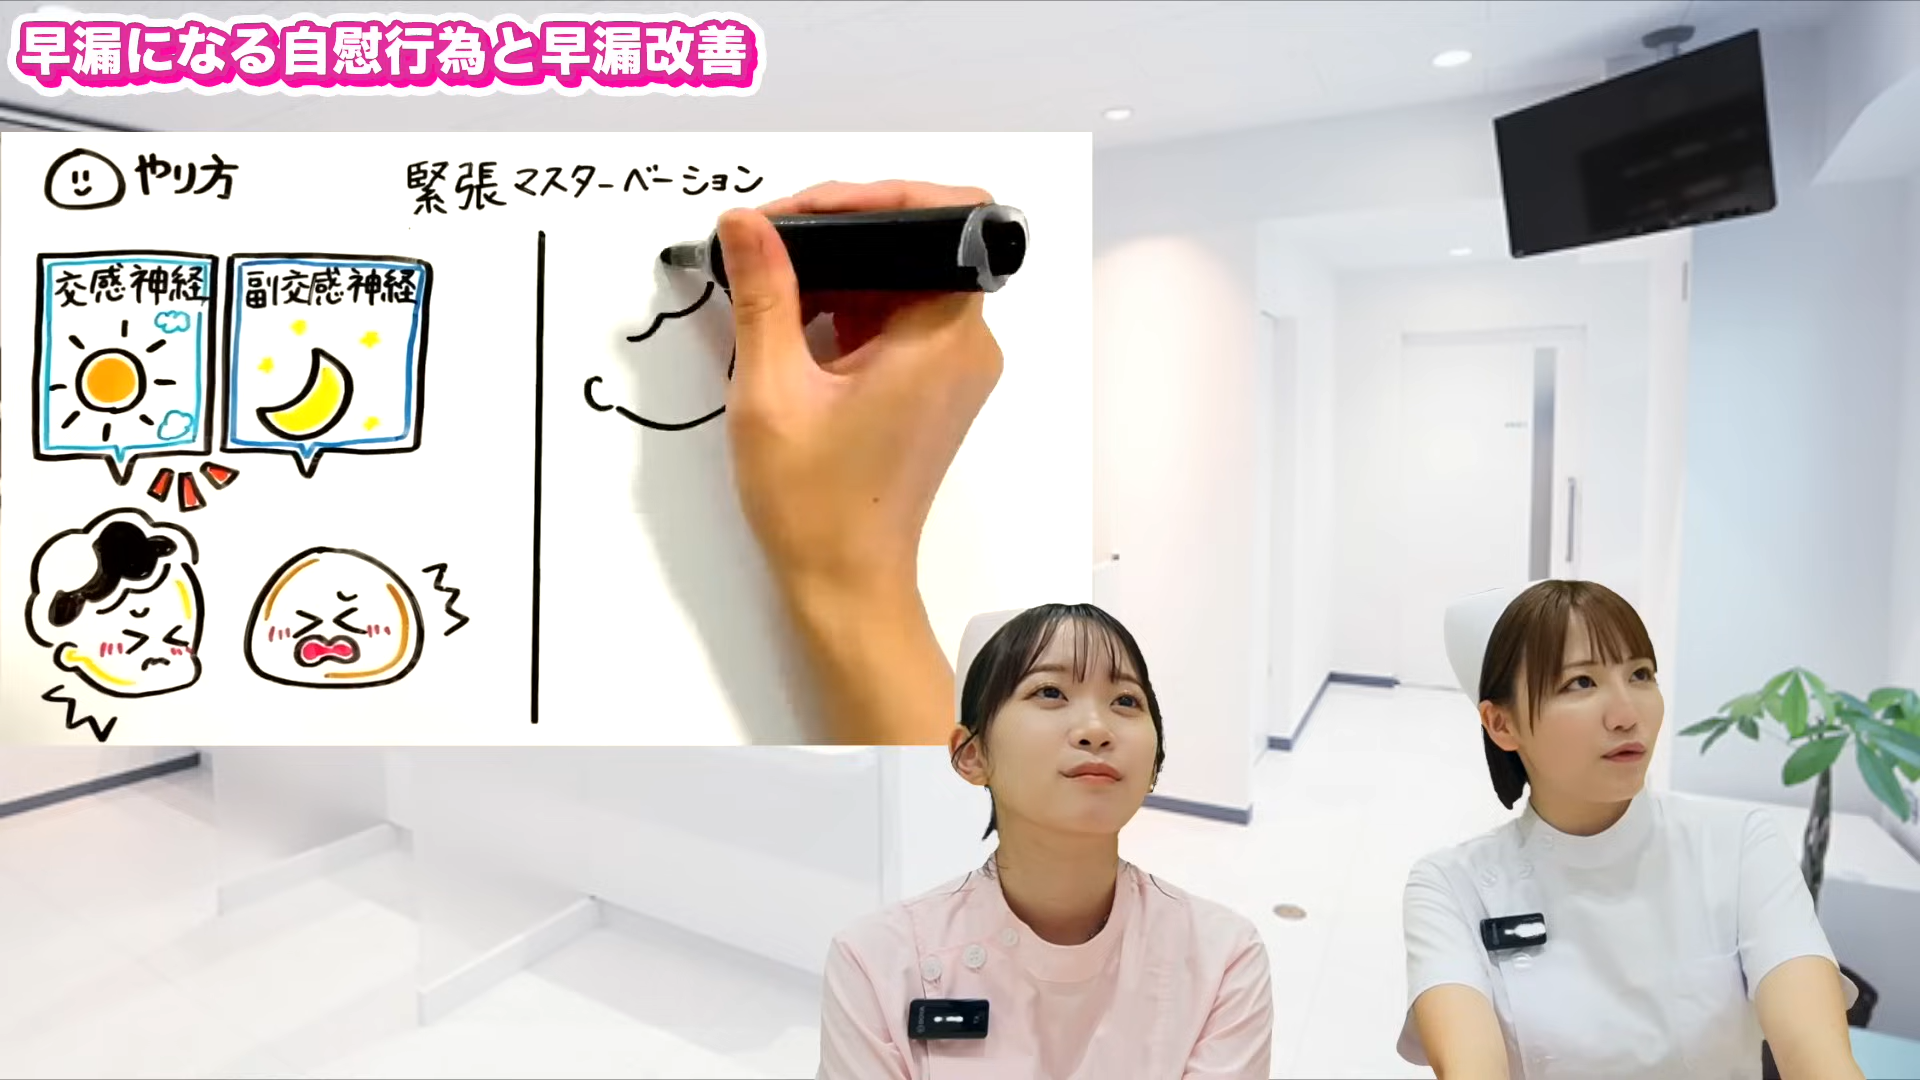 早漏になる自慰行為と早漏改善
やり方
緊張マスターベーション
交感神経
副交感神経